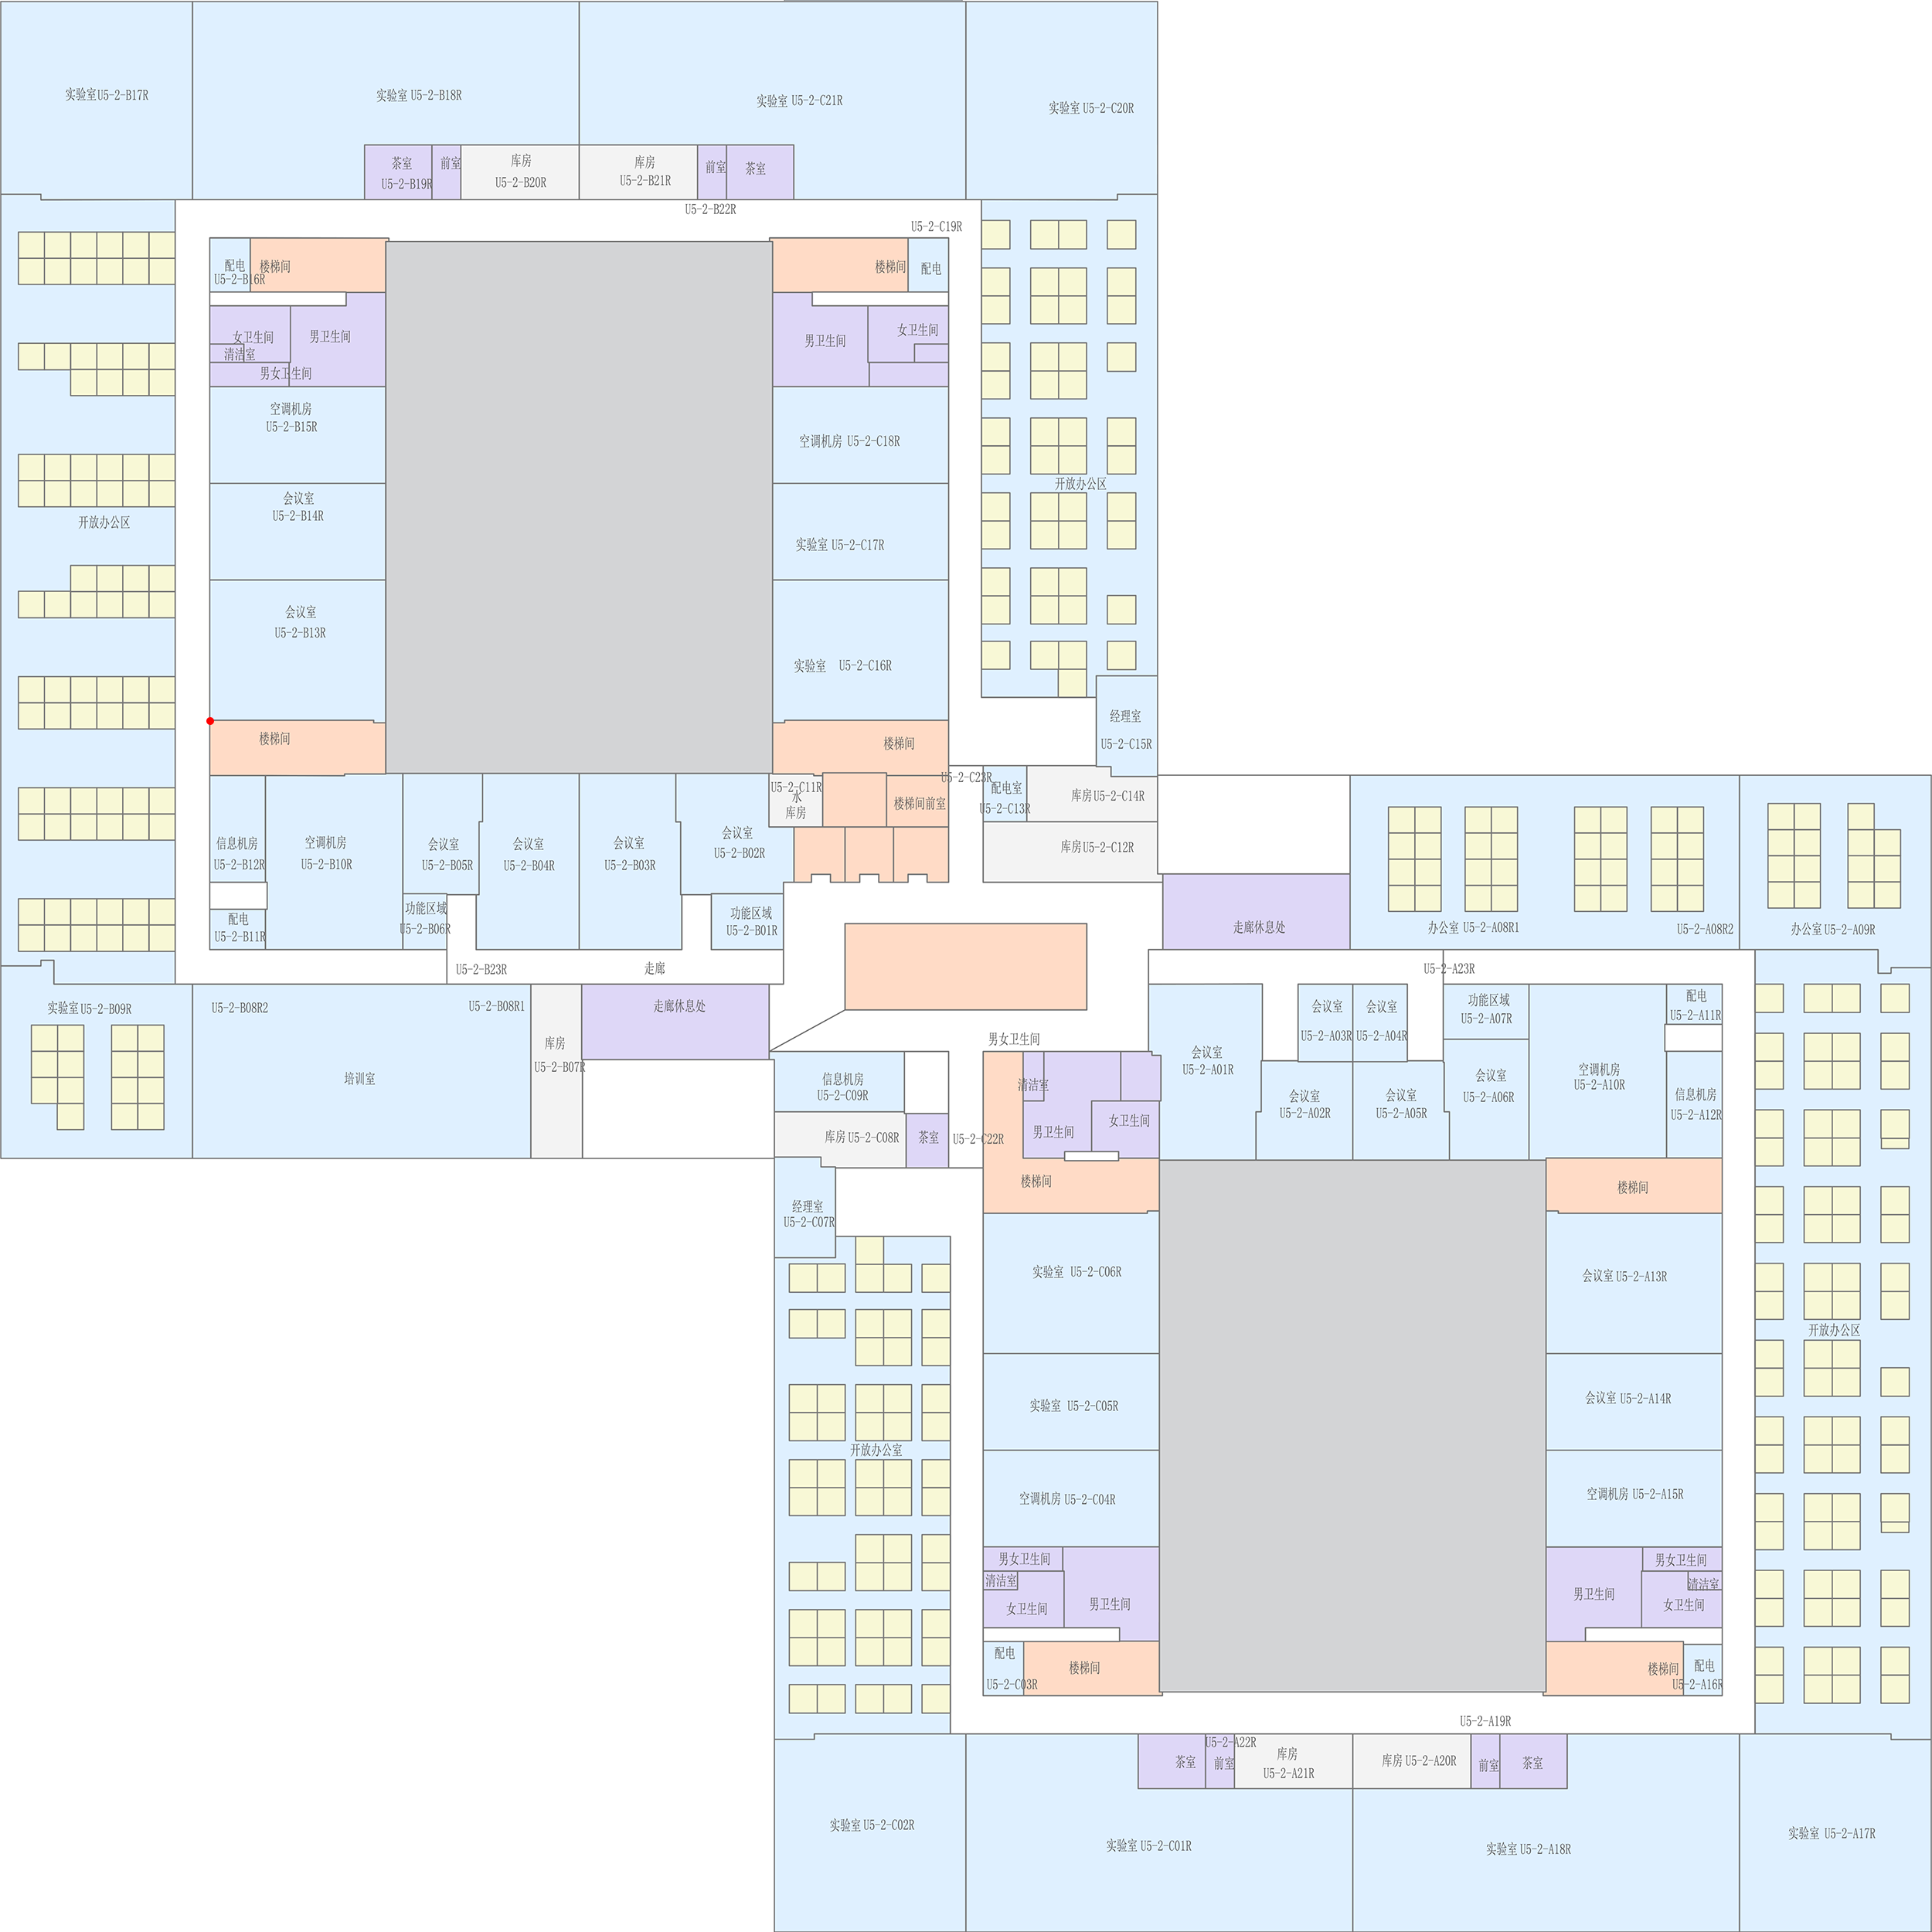 实验室U5-2-B17R
实验室 U5-2-B18R
实验室 U5-2-C21R
实验室 U5-2-C20R
茶室
U5-2-B19R
前室
库房
U5-2-B20R
库房
U5-2-B21R
前室
茶室
U5-2-B22R
U5-2-C19R
配电
U5-2-B16R
楼梯间
楼梯间
配电
女卫生间
男卫生间
清洁室
男女卫生间
男卫生间
女卫生间
空调机房
U5-2-B15R
空调机房 U5-2-C18R
会议室
U5-2-B14R
开放办公区
实验室 U5-2-C17R
开放办公区
会议室
U5-2-B13R
实验室 U5-2-C16R
楼梯间
楼梯间
经理室
U5-2-C15R
U5-2-C11R
水
库房
楼梯间前室
U5-2-C23R
配电室
U5-2-C13R
库房U5-2-C14R
库房U5-2-C12R
信息机房
U5-2-B12R
空调机房
U5-2-B10R
会议室
U5-2-B05R
会议室
U5-2-B04R
会议室
U5-2-B03R
会议室
U5-2-B02R
配电
U5-2-B11R
功能区域
U5-2-B06R
功能区域
U5-2-B01R
走廊休息处
办公室 U5-2-A08R1
U5-2-A08R2
办公室 U5-2-A09R
U5-2-B23R
走廊
U5-2-A23R
实验室U5-2-B09R
U5-2-B08R2
U5-2-B08R1
培训室
库房
U5-2-B07R
走廊休息处
男女卫生间
信息机房
U5-2-C09R
库房 U5-2-C08R
茶室
U5-2-C22R
清洁室
男卫生间
女卫生间
会议室
U5-2-A01R
会议室
U5-2-A03R
会议室
U5-2-A04R
会议室
U5-2-A02R
会议室
U5-2-A05R
功能区域
U5-2-A07R
会议室
U5-2-A06R
空调机房
U5-2-A10R
配电
U5-2-A11R
信息机房
U5-2-A12R
经理室
U5-2-C07R
楼梯间
楼梯间
实验室 U5-2-C06R
会议室 U5-2-A13R
开放办公区
实验室 U5-2-C05R
会议室 U5-2-A14R
开放办公室
空调机房 U5-2-C04R
空调机房 U5-2-A15R
男女卫生间
清洁室
女卫生间
男卫生间
男卫生间
男女卫生间
清洁室
女卫生间
配电
U5-2-C03R
楼梯间
楼梯间
配电
U5-2-A16R
U5-2-A19R
茶室
U5-2-A22R
前室
库房
U5-2-A21R
库房 U5-2-A20R
前室
茶室
实验室 U5-2-C02R
实验室 U5-2-C01R
实验室 U5-2-A18R
实验室 U5-2-A17R